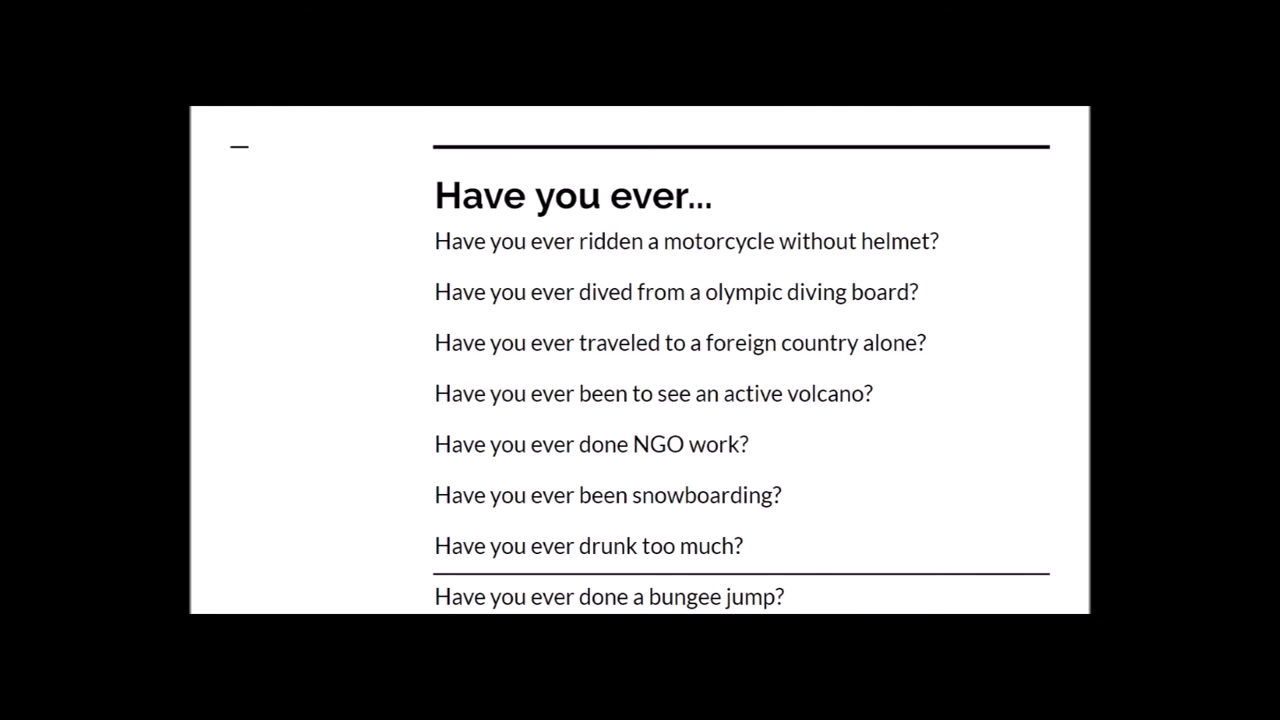 Have you ever...
Have you ever ridden a motorcycle without helmet?
Have you ever dived from a olympic diving board?
Have you ever traveled to a foreign country alone?
Have you ever been to see an active volcano?
Have you ever done NGO work?
Have you ever been snowboarding?
Have you ever drunk too much?
Have you ever done a bungee jump?